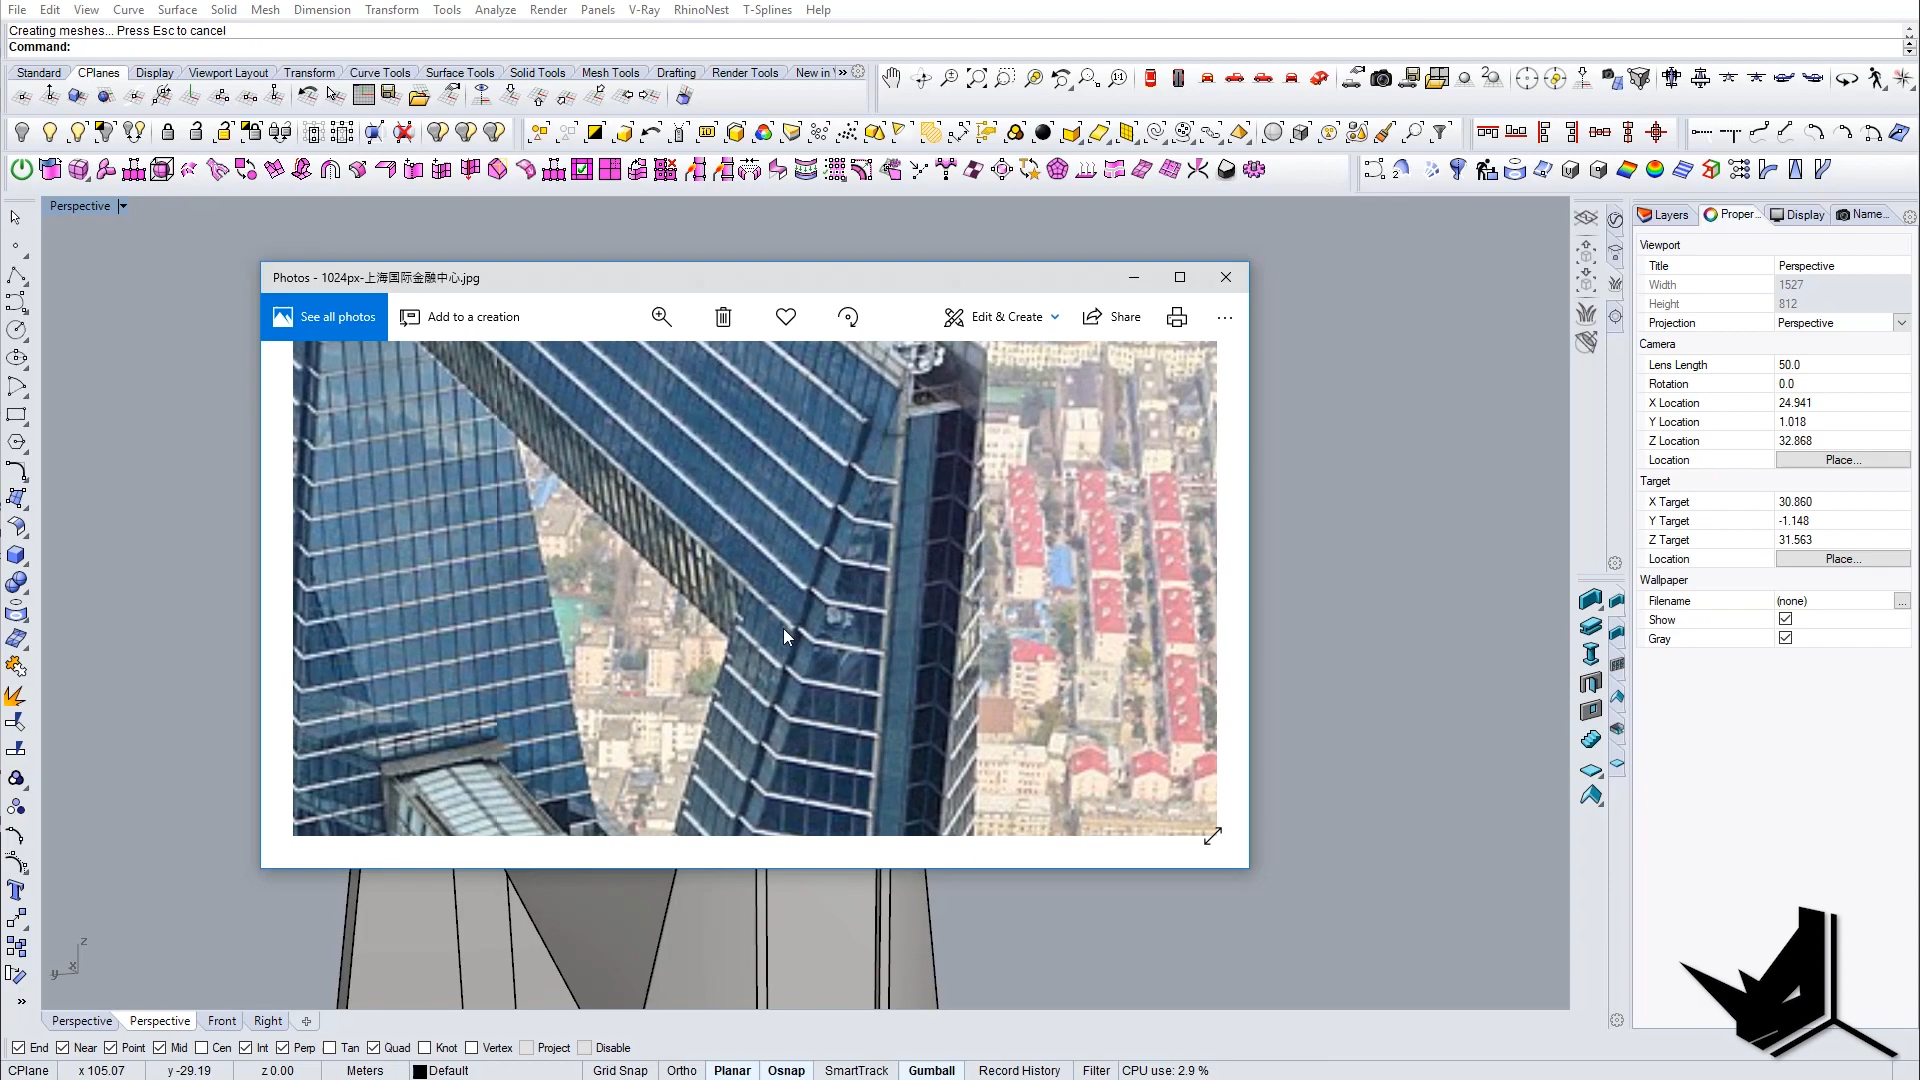 File Edit View Curve Surface Solid Mesh Dimension Transform Tools Analyze Render Panels V-Ray RhinoNest T-Splines Help
Creating meshes... Press Esc to cancel
Command:
Standard CPlanes Display Viewport Layout Transform Curve Tools Surface Tools Solid Tools Mesh Tools Drafting Render Tools New in
Perspective
Layers Proper... Display Name...
Photos - 1024px-上海国际金融中心.jpg
See all photos Add to a creation Edit & Create Share
Viewport
Title Perspective
Width 1527
Height 812
Projection Perspective
Camera
Lens Length 50.0
Rotation 0.0
X Location 24.941
Y Location 1.018
Z Location 32.868
Location Place...
Target
X Target 30.860
Y Target -1.148
Z Target 31.563
Location Place...
Wallpaper
Filename (none) ...
Show
Gray
z
y x
Perspective Perspective Front Right
End Near Point Mid Cen Int Perp Tan Quad Knot Vertex Project Disable
CPlane x 105.07 y -29.19 z 0.00 Meters Default Grid Snap Ortho Planar Osnap SmartTrack Gumball Record History Filter CPU use: 2.9 %